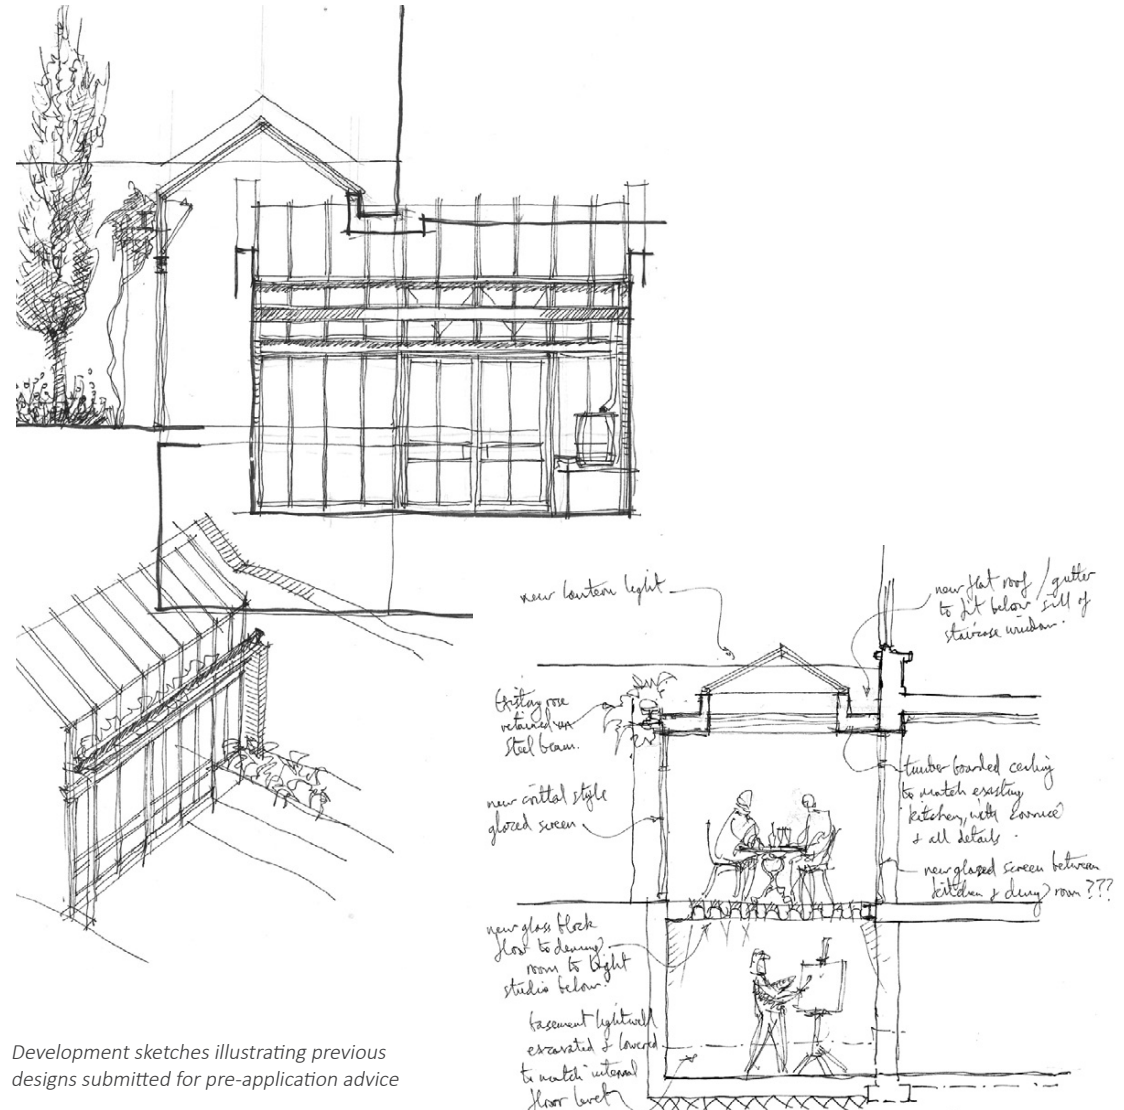 new lantern light
new flat roof / gutter
to fit below sill of
staircase window.
Existing rose
retained on
steel beam.
new crittal style
glazed screen
timber boarded ceiling
to match existing
kitchen, with cornice
& all details.
new glazed screen between
kitchen & dining room ???
new glass block
floor to dining
room to light
studio below.
basement lightwell
excavated & lowered
to match internal
floor level
Development sketches illustrating previous
designs submitted for pre-application advice